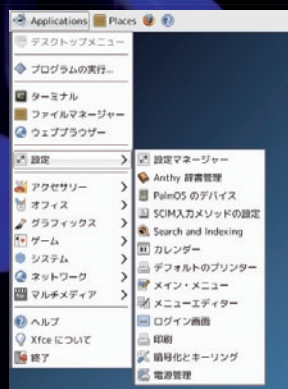 Applications Places
デスクトップメニュー
プログラムの実行...
ターミナル
ファイルマネージャー
ウェブブラウザー
設定
アクセサリー
オフィス
グラフィックス
ゲーム
システム
ネットワーク
マルチメディア
ヘルプ
Xfce について
終了
設定マネージャー
Anthy 辞書管理
PalmOS のデバイス
SCIM入力メソッドの設定
Search and Indexing
カレンダー
デフォルトのプリンター
メイン・メニュー
メニューエディター
ログイン画面
印刷
暗号化とキーリング
電源管理